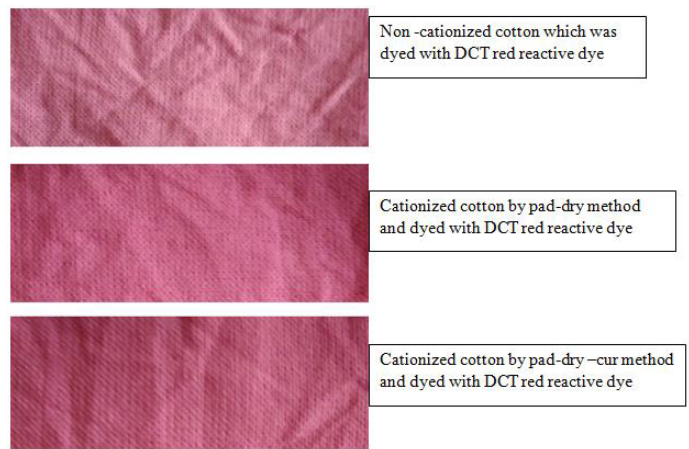 Non -cationized cotton which was
dyed with DCT red reactive dye
Cationized cotton by pad-dry method
and dyed with DCT red reactive dye
Cationized cotton by pad-dry –cur method
and dyed with DCT red reactive dye